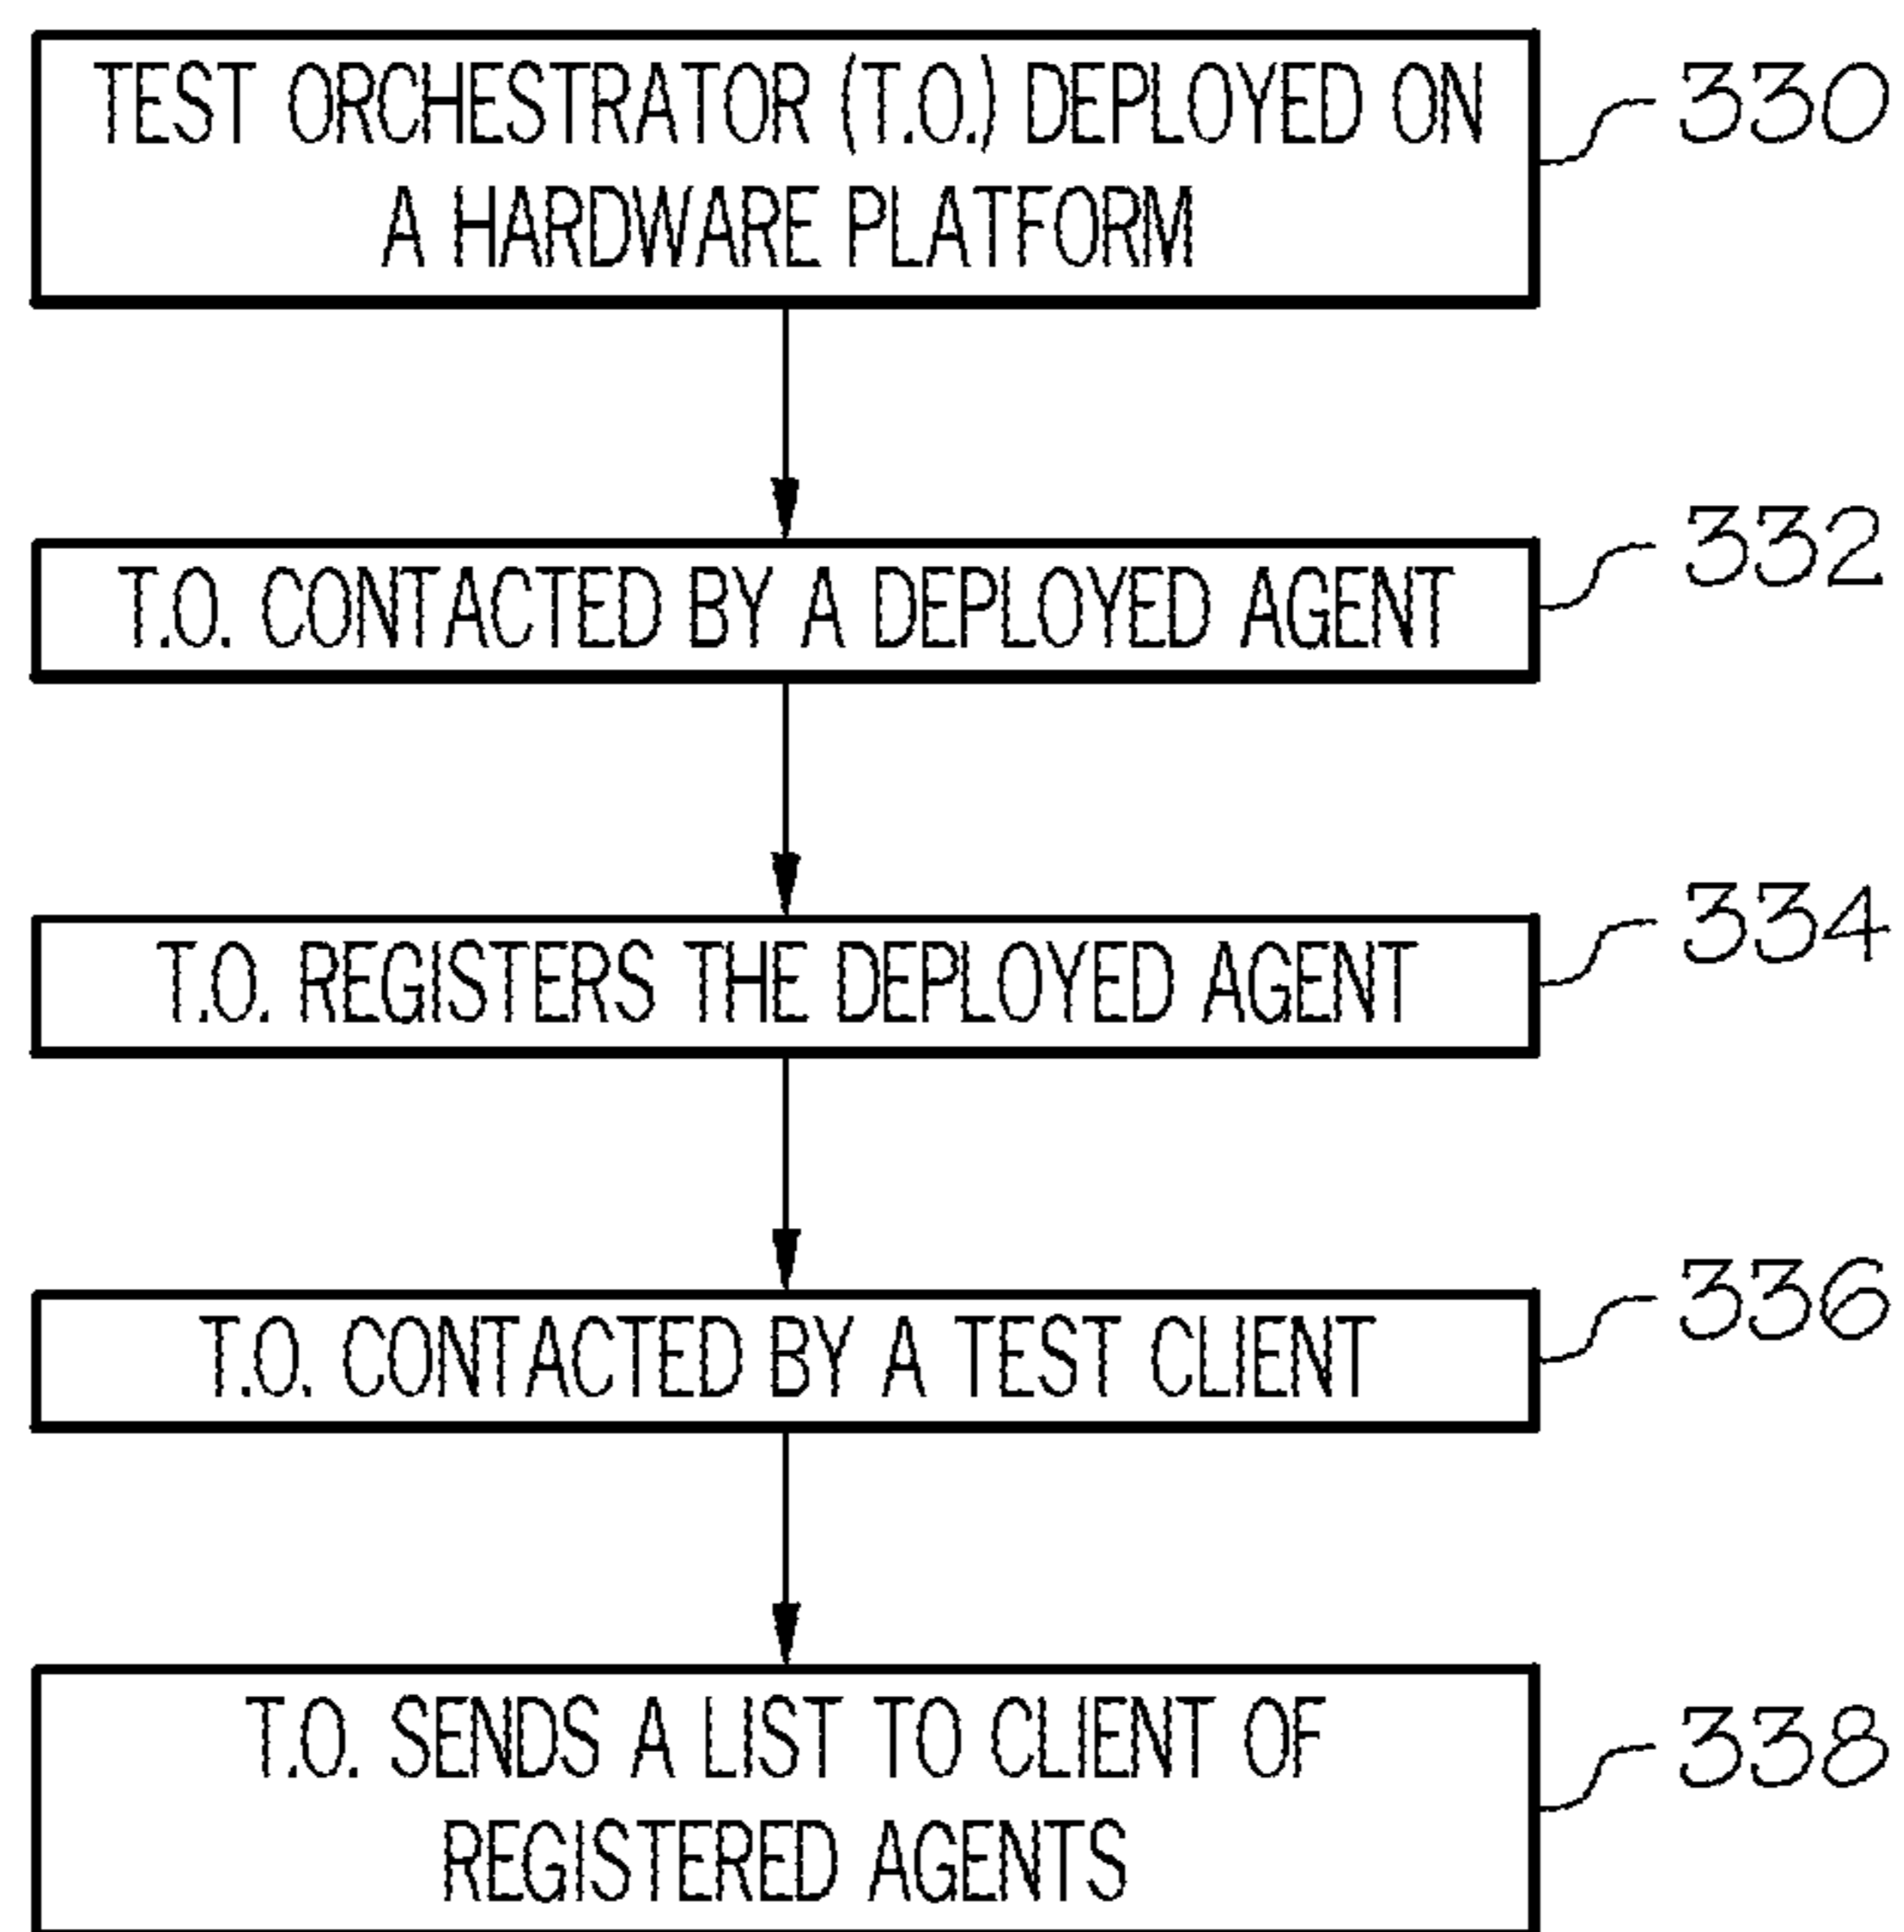 TEST ORCHESTRATOR (T.O.) DEPLOYED ON
A HARDWARE PLATFORM
330
T.O. CONTACTED BY A DEPLOYED AGENT
332
T.O. REGISTERS THE DEPLOYED AGENT
334
T.O. CONTACTED BY A TEST CLIENT
336
T.O. SENDS A LIST TO CLIENT OF
REGISTERED AGENTS
338